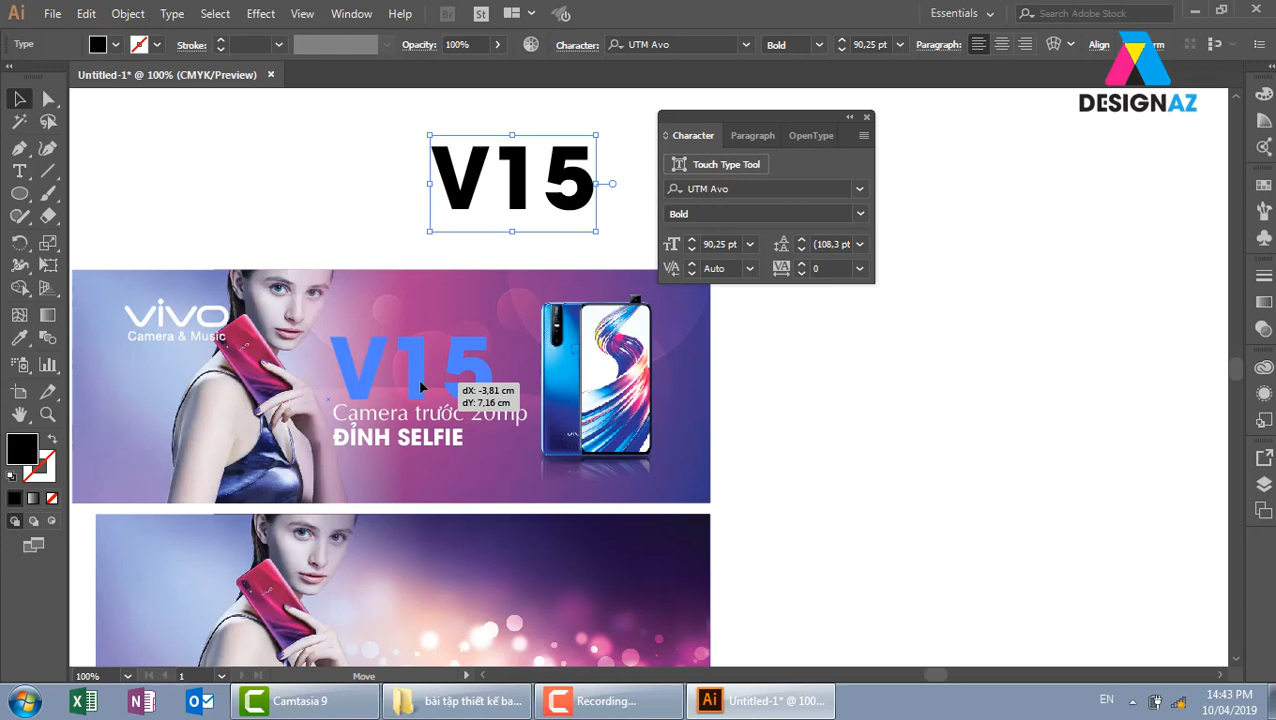 Ai File Edit Object Type Select Effect View Window Help Br St Essentials Search Adobe Stock
Type Stroke: Opacity: 100% Character: UTM Avo Bold 90,25 pt Paragraph: Align
DESIGNAZ
Untitled-1* @ 100% (CMYK/Preview)
V15
Character Paragraph OpenType
Touch Type Tool
UTM Avo
Bold
90,25 pt (108,3 pt
Auto 0
vivo
Camera & Music
V15
dX: -3,81 cm
dY: 7,16 cm
Camera trước 20mp
ĐỈNH SELFIE
100% 1 Move
Camtasia 9 bài tập thiết kế ba... Recording... Untitled-1* @ 100... EN 14:43 PM
10/04/2019